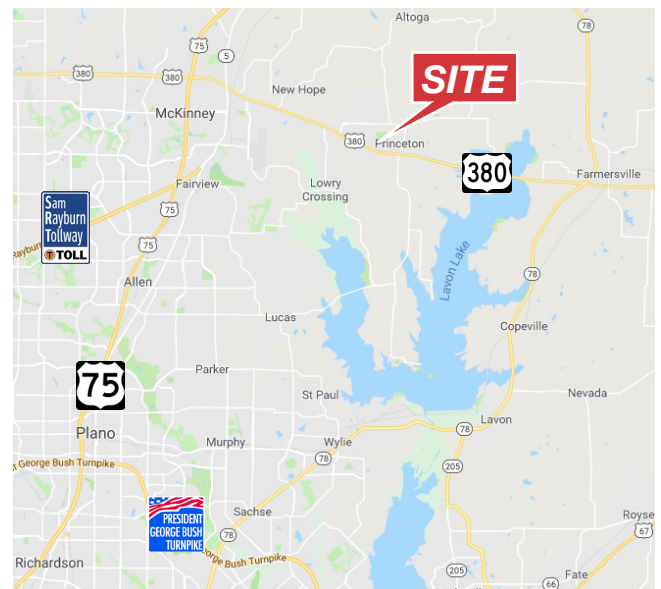 Altoga
78
75
5
380
380
New Hope
SITE
McKinney
380
Princeton
380
Fairview
Lowry
Crossing
Farmersville
Sam
Rayburn
Tollway
TOLL
75
Raybu
75
78
Lavon Lake
Allen
Lucas
Copeville
75
Parker
St Paul
Nevada
Plano
Murphy
Wylie
78
Lavon
78
George Bush Turnpike
205
PRESIDENT
GEORGE BUSH
TURNPIKE
Sachse
78
Royse
67
George Bush Turnpike
Richardson
205
66
Fate